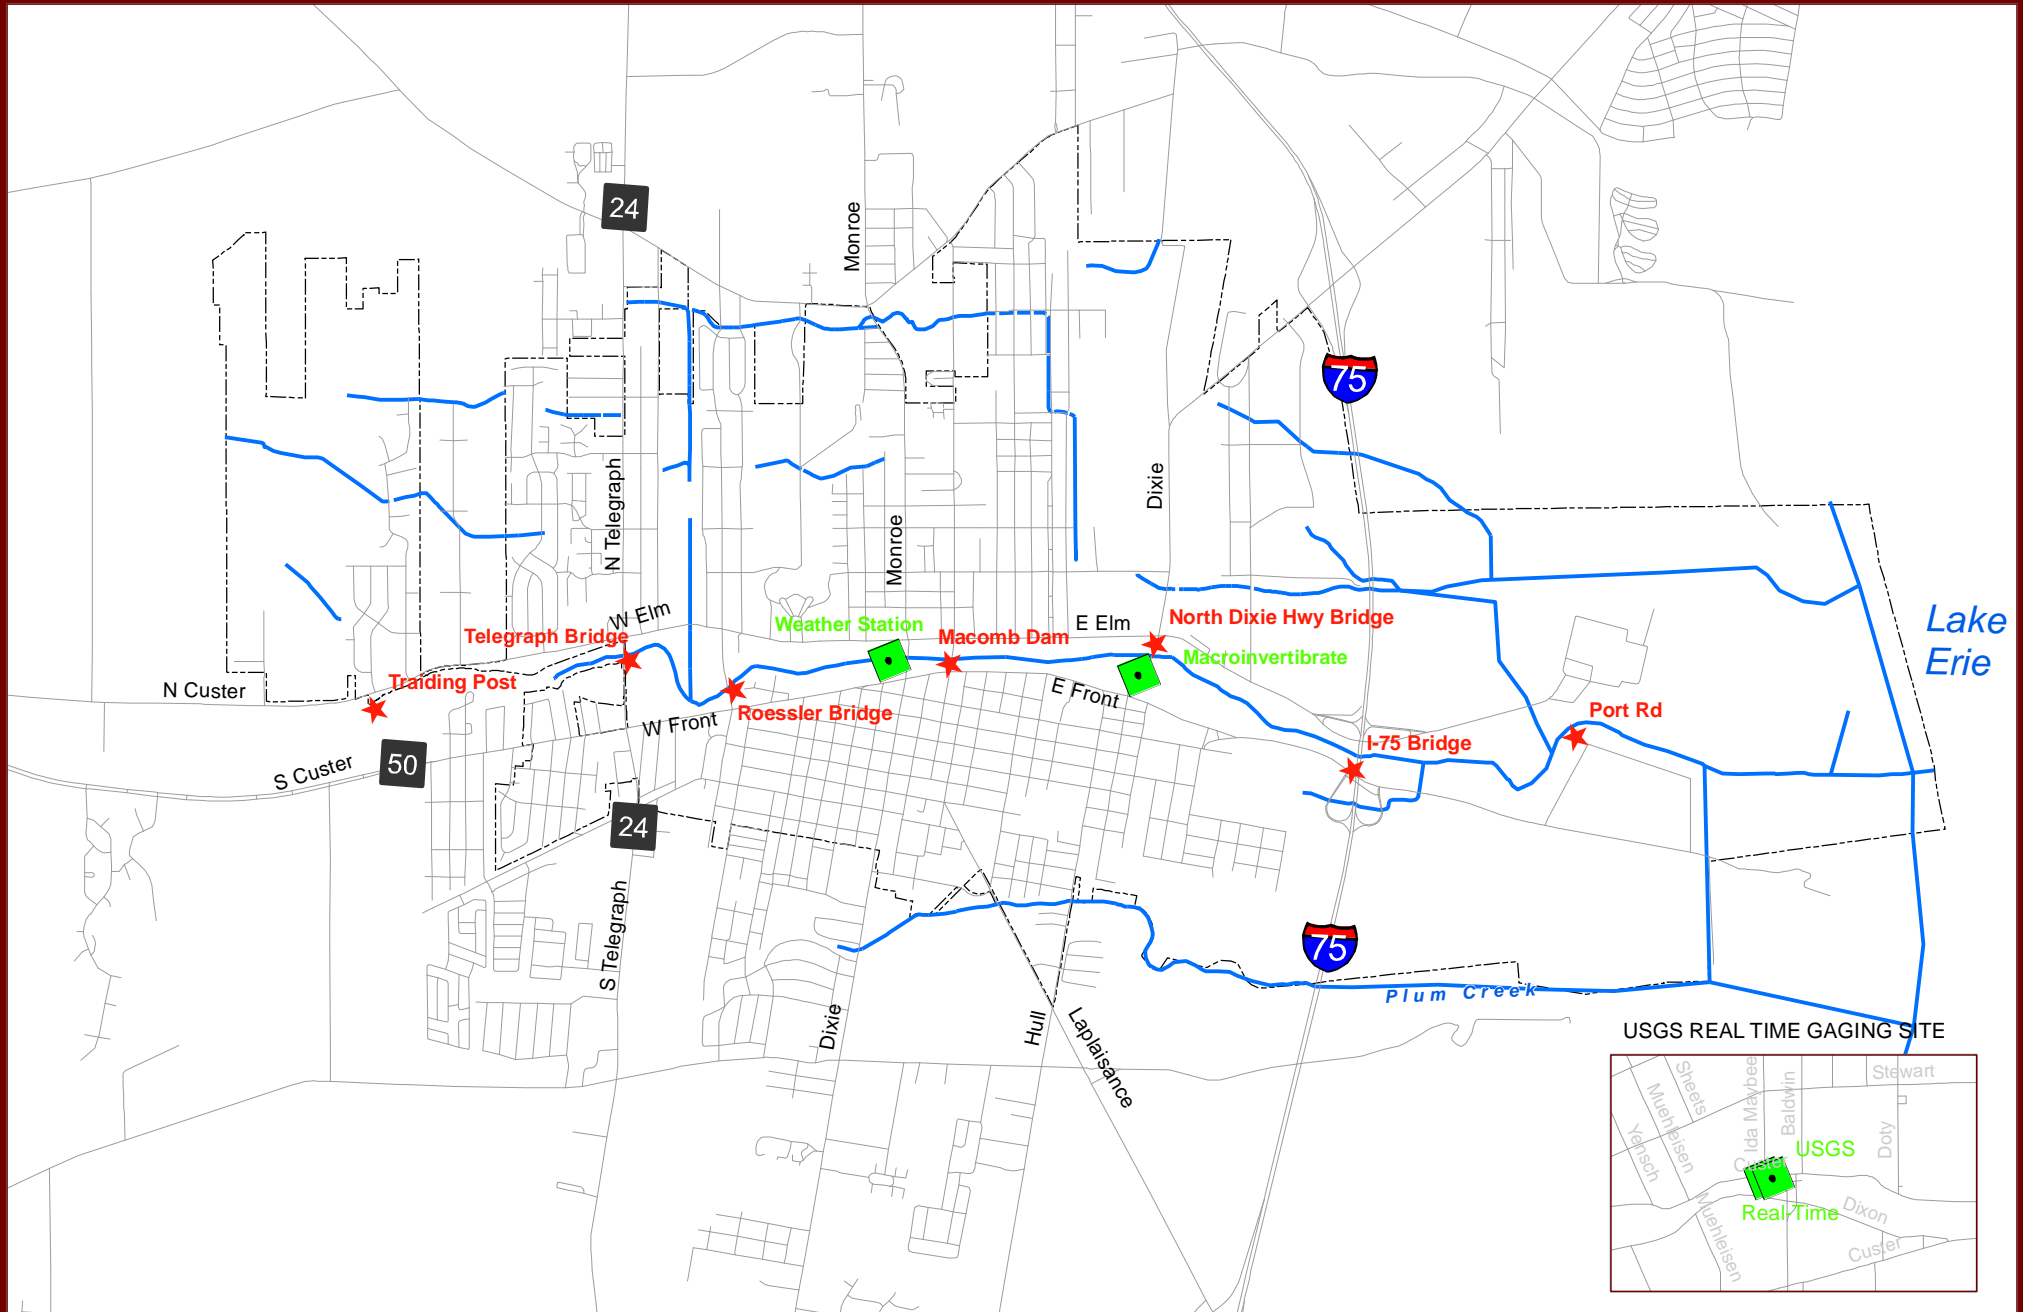 24
Monroe
75
N Telegraph
Dixie
Monroe
W Elm
Weather Station
E Elm
North Dixie Hwy Bridge
Lake
Erie
Telegraph Bridge
Macomb Dam
Macroinvertibrate
Traiding Post
N Custer
E Front
Roessler Bridge
W Front
Port Rd
I-75 Bridge
50
S Custer
24
S Telegraph
75
Plum Creek
Dixie
Hull
Laplaisance
USGS REAL TIME GAGING SITE
Sheets
Muehleisen
Yensch
Ida Maybee
Baldwin
Stewart
Doty
USGS
Custer
Real-Time
Dixon
Muehleisen
Custer